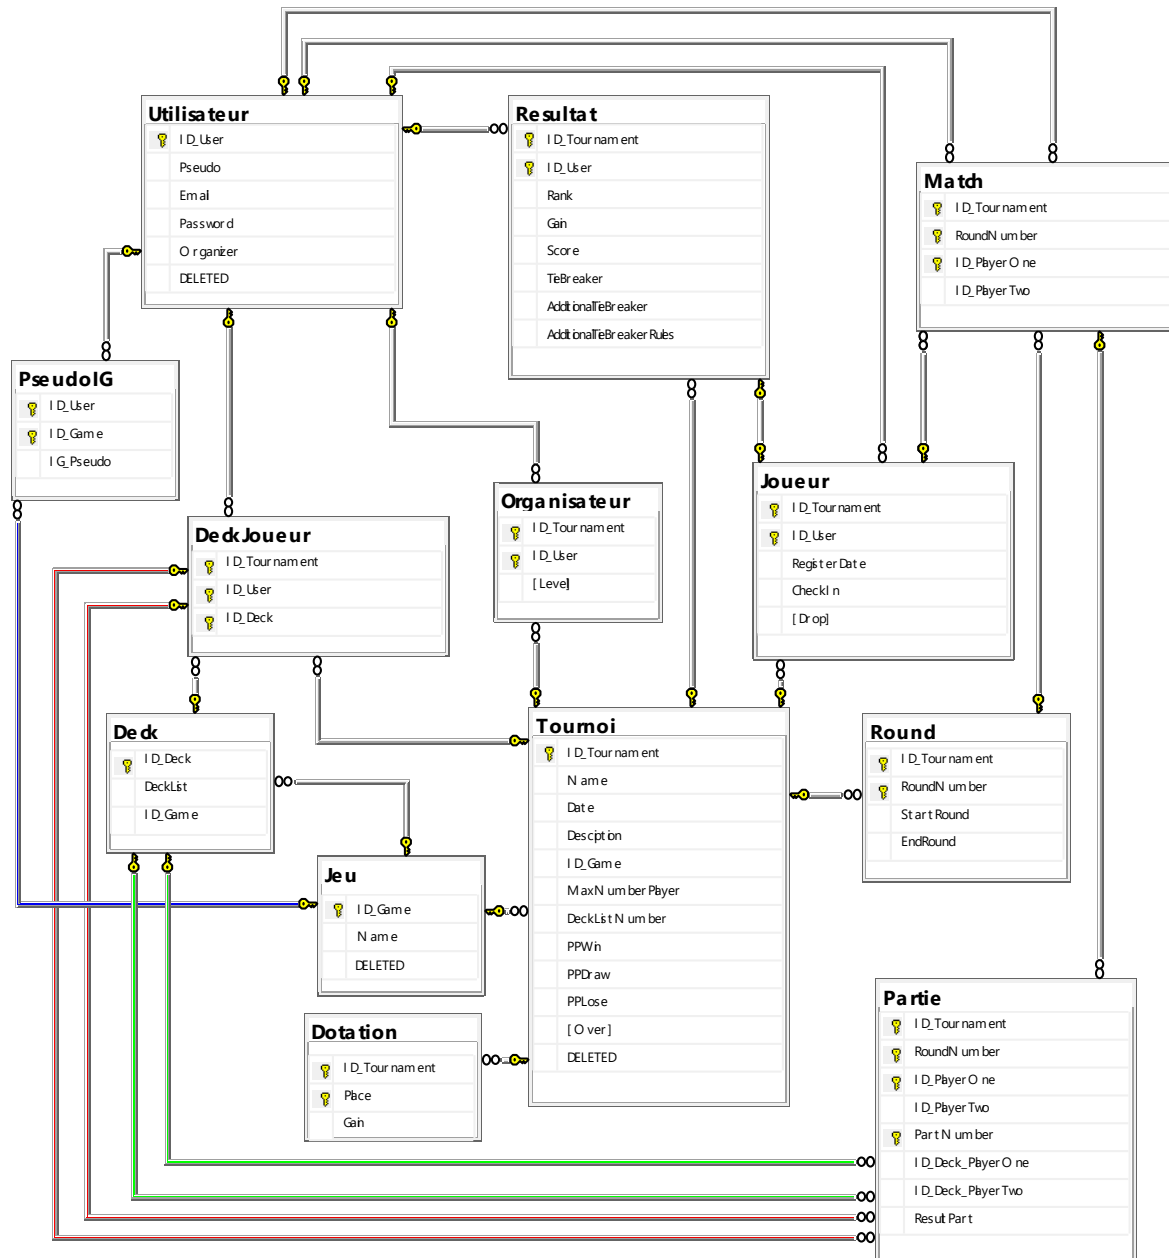 Utilisateur
ID_User
Pseudo
Email
Password
Organizer
DELETED
Resultat
ID_Tournament
ID_User
Rank
Gain
Score
TieBreaker
AdditionalTieBreaker
AdditionalTieBreakerRules
Match
ID_Tournament
RoundNumber
ID_PlayerOne
ID_PlayerTwo
PseudoIG
ID_User
ID_Game
IG_Pseudo
DeckJoueur
ID_Tournament
ID_User
ID_Deck
Organisateur
ID_Tournament
ID_User
[Level]
Joueur
ID_Tournament
ID_User
RegisterDate
CheckIn
[Drop]
Deck
ID_Deck
DeckList
ID_Game
Tournoi
ID_Tournament
Name
Date
Desciption
ID_Game
MaxNumberPlayer
DeckListNumber
PPWin
PPDraw
PPLose
[Over]
DELETED
Round
ID_Tournament
RoundNumber
StartRound
EndRound
Jeu
ID_Game
Name
DELETED
Dotation
ID_Tournament
Place
Gain
Partie
ID_Tournament
RoundNumber
ID_PlayerOne
ID_PlayerTwo
PartNumber
ID_Deck_PlayerOne
ID_Deck_PlayerTwo
ResultPart